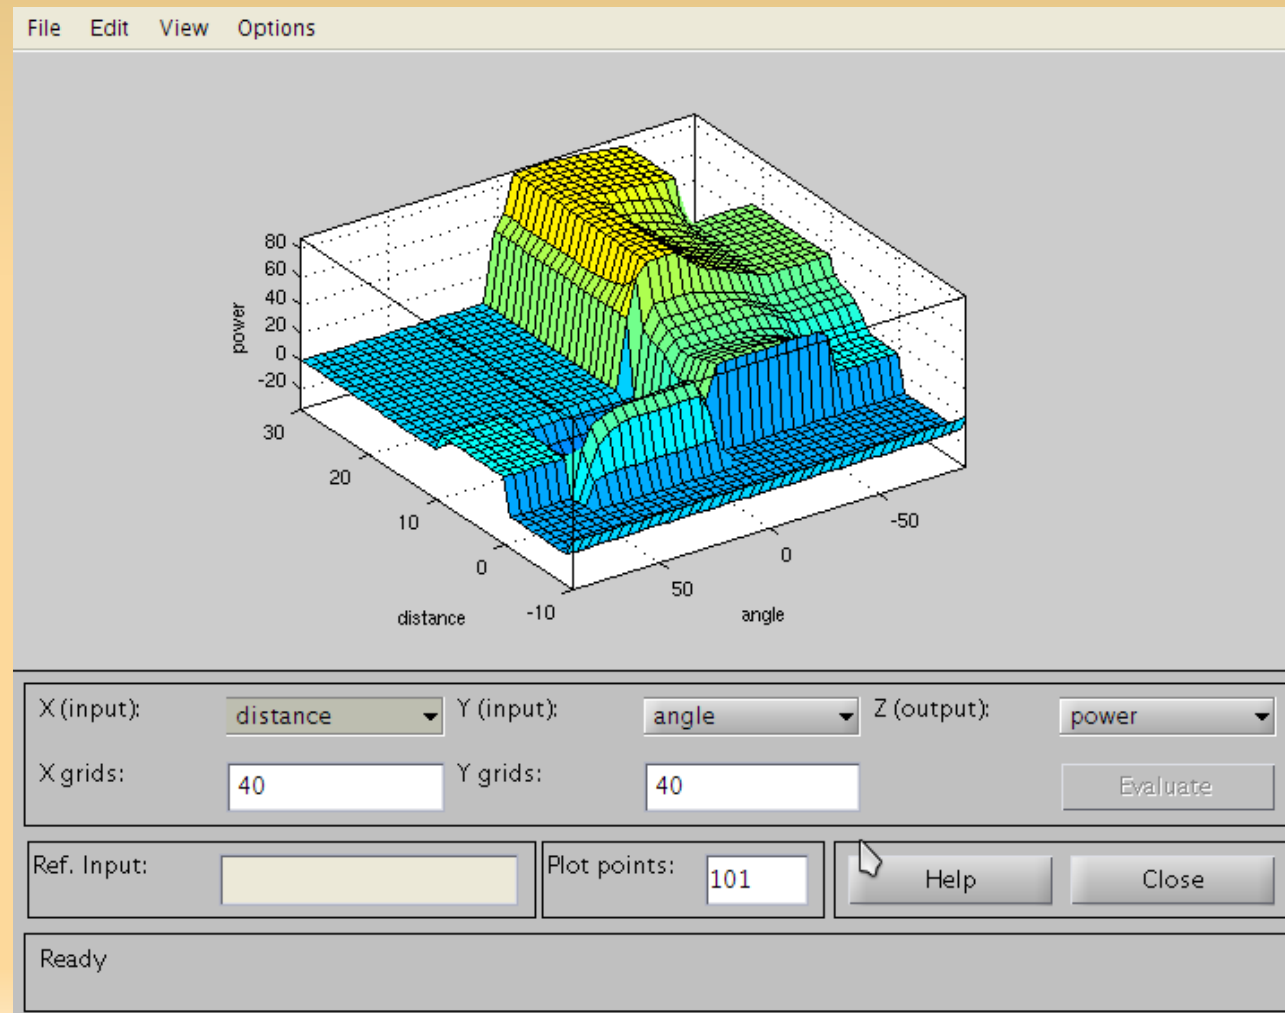 File Edit View Options
80
60
40
20
0
-20
power
30
20
10
0
-10
distance
50
0
-50
angle
X (input): distance Y (input): angle Z (output): power
X grids: 40 Y grids: 40 Evaluate
Ref. Input: Plot points: 101 Help Close
Ready